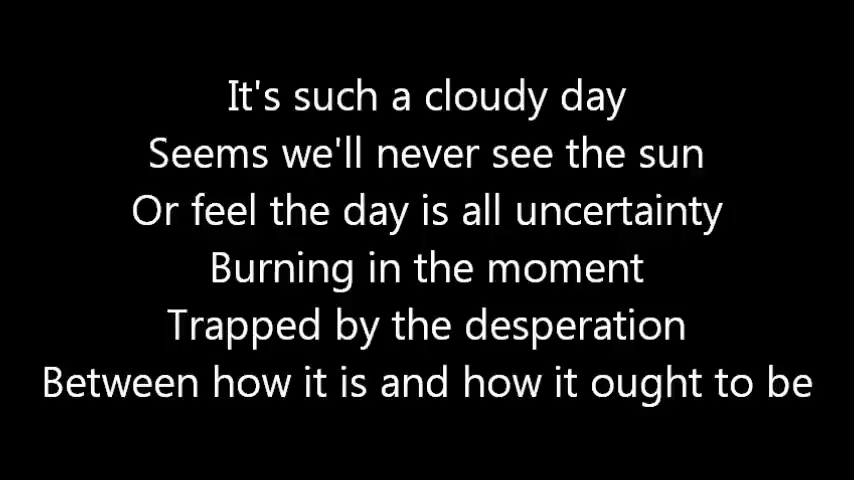 It's such a cloudy day
Seems we'll never see the sun
Or feel the day is all uncertainty
Burning in the moment
Trapped by the desperation
Between how it is and how it ought to be